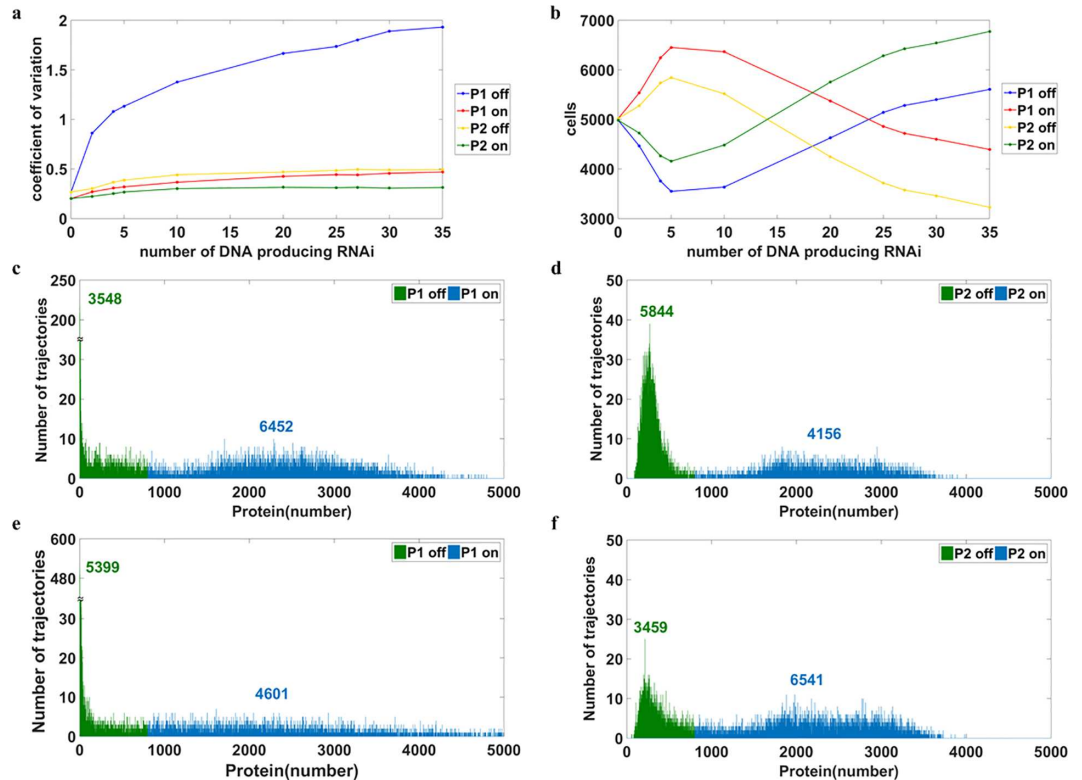 a
coefficient of variation
2
1.5
1
0.5
0
0 5 10 15 20 25 30 35
number of DNA producing RNAi
P1 off
P1 on
P2 off
P2 on
b
cells
7000
6000
5000
4000
3000
0 5 10 15 20 25 30 35
number of DNA producing RNAi
P1 off
P1 on
P2 off
P2 on
c
Number of trajectories
250
200
30
20
10
0
3548
6452
P1 off P1 on
0 1000 2000 3000 4000 5000
Protein(number)
d
Number of trajectories
50
40
30
20
10
0
5844
4156
P2 off P2 on
0 1000 2000 3000 4000 5000
Protein(number)
e
Number of trajectories
600
480
30
20
10
0
5399
4601
P1 off P1 on
0 1000 2000 3000 4000 5000
Protein(number)
f
Number of trajectories
50
40
30
20
10
0
3459
6541
P2 off P2 on
0 1000 2000 3000 4000 5000
Protein(number)